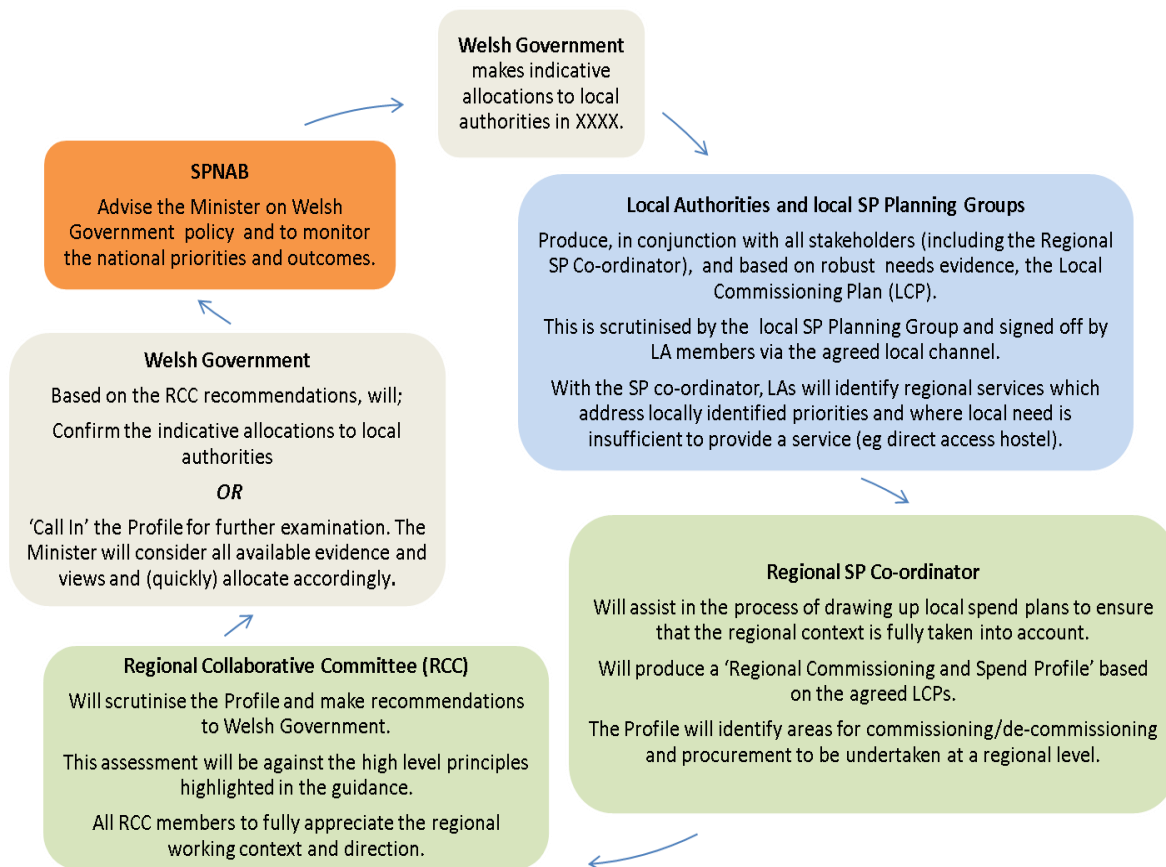 Welsh Government
makes indicative
allocations to local
authorities in XXXX.
SPNAB
Advise the Minister on Welsh
Government policy and to monitor
the national priorities and outcomes.
Local Authorities and local SP Planning Groups
Produce, in conjunction with all stakeholders (including the Regional
SP Co-ordinator), and based on robust needs evidence, the Local
Commissioning Plan (LCP).
This is scrutinised by the local SP Planning Group and signed off by
LA members via the agreed local channel.
With the SP co-ordinator, LAs will identify regional services which
address locally identified priorities and where local need is
insufficient to provide a service (eg direct access hostel).
Welsh Government
Based on the RCC recommendations, will;
Confirm the indicative allocations to local
authorities
OR
‘Call In’ the Profile for further examination. The
Minister will consider all available evidence and
views and (quickly) allocate accordingly.
Regional SP Co-ordinator
Will assist in the process of drawing up local spend plans to ensure
that the regional context is fully taken into account.
Will produce a ‘Regional Commissioning and Spend Profile’ based
on the agreed LCPs.
The Profile will identify areas for commissioning/de-commissioning
and procurement to be undertaken at a regional level.
Regional Collaborative Committee (RCC)
Will scrutinise the Profile and make recommendations
to Welsh Government.
This assessment will be against the high level principles
highlighted in the guidance.
All RCC members to fully appreciate the regional
working context and direction.